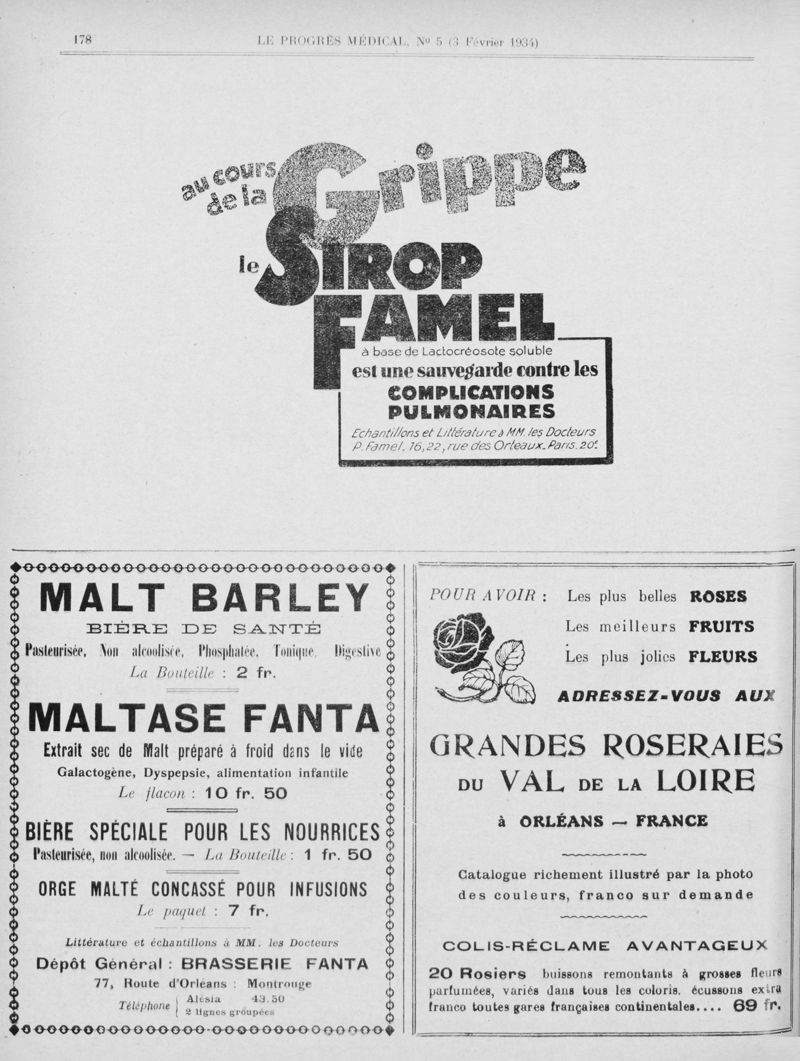 178
LE PROGRÈS MÉDICAL, No 5 (3 Février 1934)
au cours
de la Grippe
le SIROP
FAMEL
à base de Lactocréosote soluble
est une sauvegarde contre les
COMPLICATIONS
PULMONAIRES
Echantillons et Littérature à MM. les Docteurs
P. Famel. 16,22, rue des Orteaux. Paris. 20e
MALT BARLEY
BIÈRE DE SANTÉ
Pasteurisée, Non alcoolisée, Phosphatée, Tonique, Digestive
La Bouteille : 2 fr.
MALTASE FANTA
Extrait sec de Malt préparé à froid dans le vide
Galactogène, Dyspepsie, alimentation infantile
Le flacon : 10 fr. 50
BIÈRE SPÉCIALE POUR LES NOURRICES
Pasteurisée, non alcoolisée. — La Bouteille : 1 fr. 50
ORGE MALTÉ CONCASSÉ POUR INFUSIONS
Le paquet : 7 fr.
Littérature et échantillons à MM. les Docteurs
Dépôt Général : BRASSERIE FANTA
77, Route d'Orléans : Montrouge
Téléphone { Alésia 43.50
2 lignes groupées
POUR AVOIR : Les plus belles ROSES
Les meilleurs FRUITS
Les plus jolies FLEURS
ADRESSEZ-VOUS AUX
GRANDES ROSERAIES
DU VAL DE LA LOIRE
à ORLÉANS — FRANCE
Catalogue richement illustré par la photo
des couleurs, franco sur demande
COLIS-RÉCLAME AVANTAGEUX
20 Rosiers buissons remontants à grosses fleurs
parfumées, variés dans tous les coloris, écussons extra
franco toutes gares françaises continentales.... 69 fr.